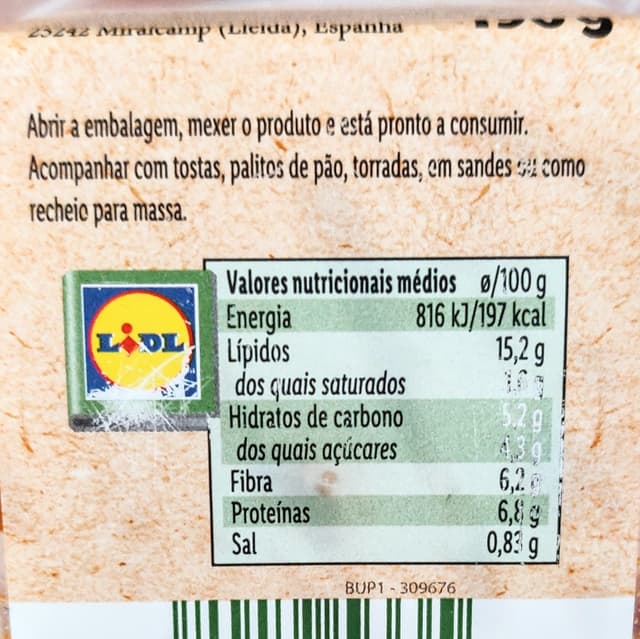 25242 Miralcamp (Lleida), Espanha
Abrir a embalagem, mexer o produto e está pronto a consumir.
Acompanhar com tostas, palitos de pão, torradas, em sandes ou como
recheio para massa.
LIDL
Valores nutricionais médios ø/100 g
Energia 816 kJ/197 kcal
Lípidos 15,2 g
dos quais saturados 1,6 g
Hidratos de carbono 5,2 g
dos quais açúcares 4,3 g
Fibra 6,2 g
Proteínas 6,8 g
Sal 0,83 g
BUP1 - 309676